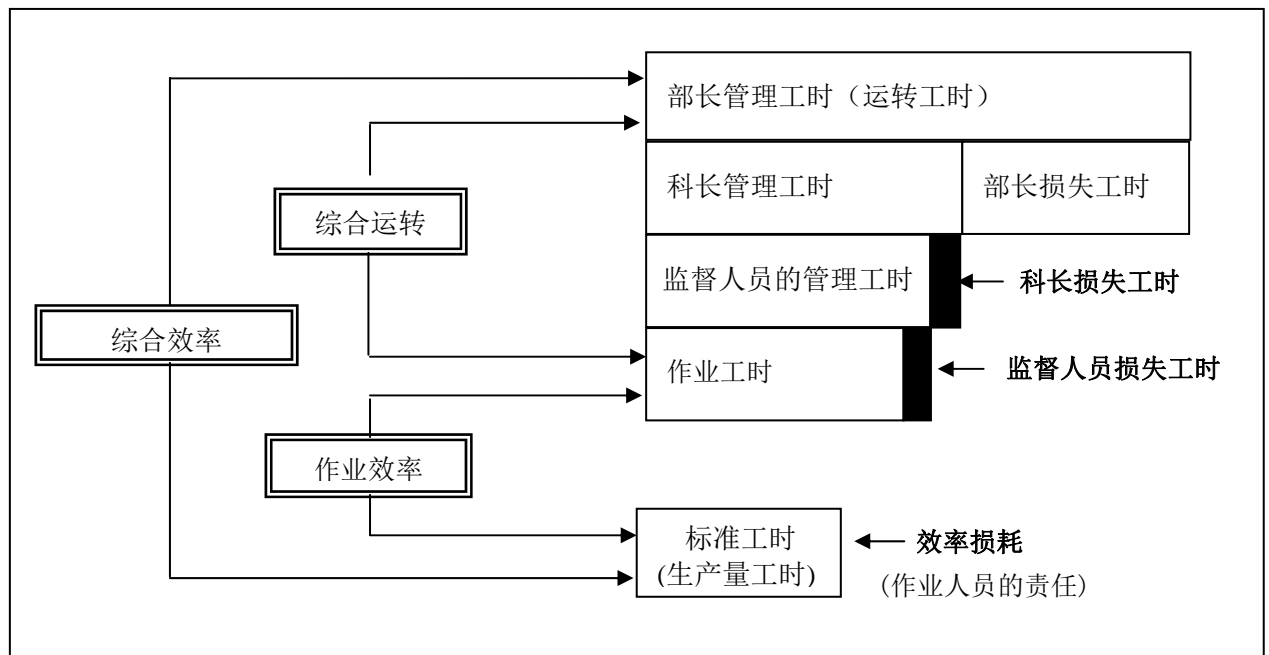 部长管理工时（运转工时）
科长管理工时
部长损失工时
综合运转
监督人员的管理工时
科长损失工时
综合效率
作业工时
监督人员损失工时
作业效率
标准工时
(生产量工时)
效率损耗
(作业人员的责任)